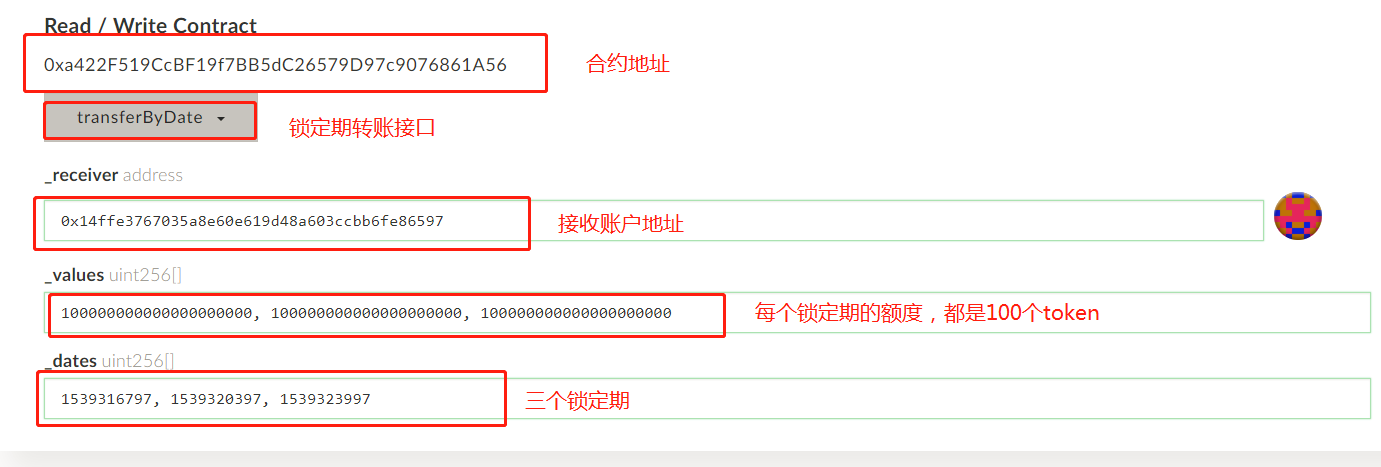 Read / Write Contract
0xa422F519CcBF19f7BB5dC26579D97c9076861A56 合约地址
transferByDate 锁定期转账接口
_receiver address
0x14ffe3767035a8e60e619d48a603ccbb6fe86597 接收账户地址
_values uint256[]
100000000000000000000, 100000000000000000000, 100000000000000000000 每个锁定期的额度，都是100个token
_dates uint256[]
1539316797, 1539320397, 1539323997 三个锁定期